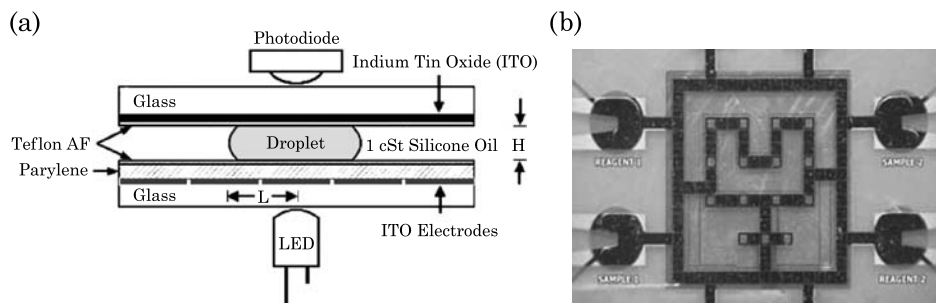 (a)
Photodiode
Indium Tin Oxide (ITO)
Glass
Teflon AF
Droplet
1 cSt Silicone Oil
H
Parylene
Glass
L
LED
ITO Electrodes
(b)
REAGENT 1
SAMPLE 2
SAMPLE 1
REAGENT 2